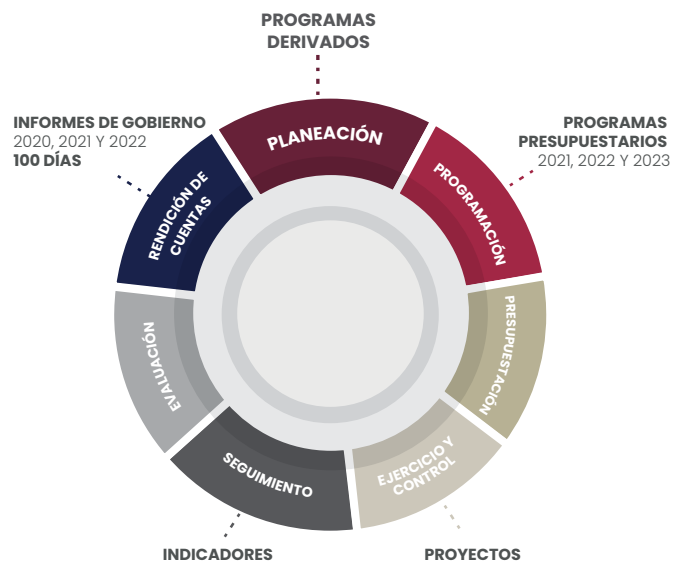 PROGRAMAS
DERIVADOS
INFORMES DE GOBIERNO
2020, 2021 Y 2022
100 DÍAS
PROGRAMAS
PRESUPUESTARIOS
2021, 2022 Y 2023
PLANEACIÓN
PROGRAMACIÓN
PRESUPUESTACIÓN
EJERCICIO Y
CONTROL
SEGUIMIENTO
EVALUACIÓN
RENDICIÓN DE
CUENTAS
INDICADORES
PROYECTOS